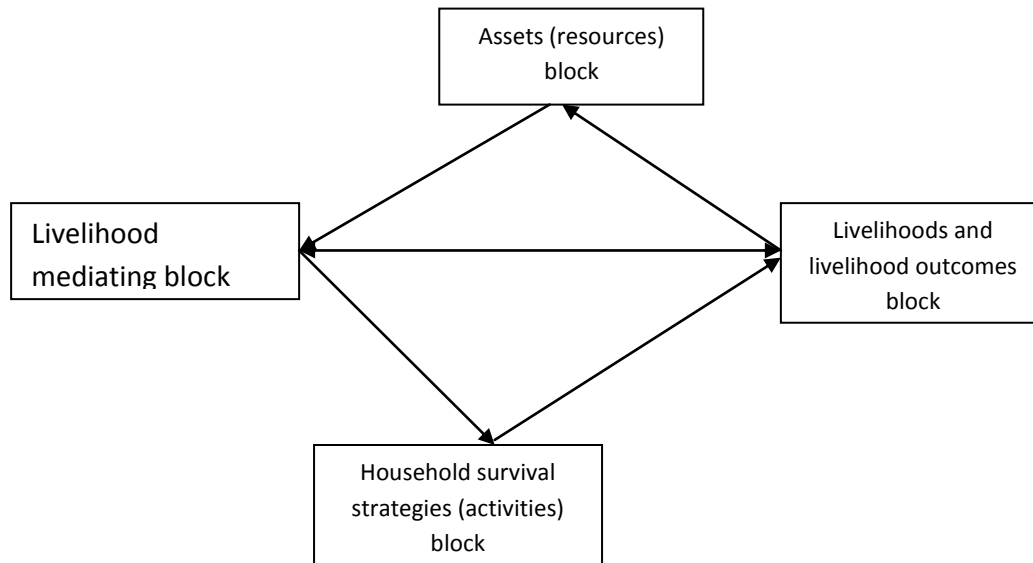 Assets (resources)
block
Livelihood
mediating block
Livelihoods and
livelihood outcomes
block
Household survival
strategies (activities)
block